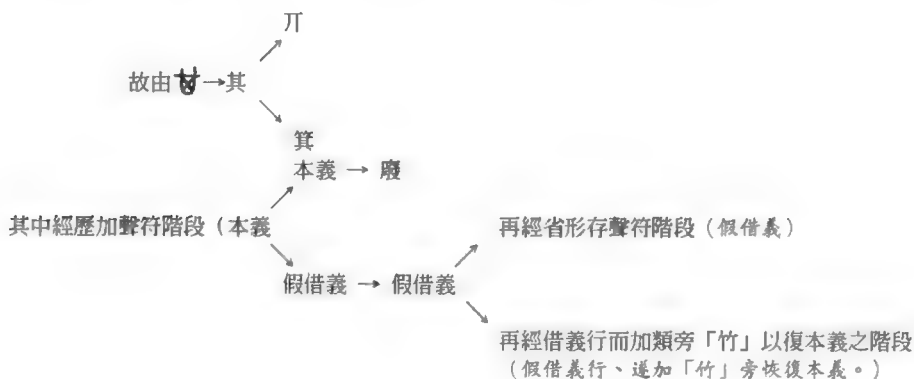 丌
故由𠀠→其
箕
本義 → 廢
其中經歷加聲符階段（本義
再經省形存聲符階段（假借義）
假借義 → 假借義
再經借義行而加類旁「竹」以復本義之階段
（假借義行、遂加「竹」旁恢復本義。）